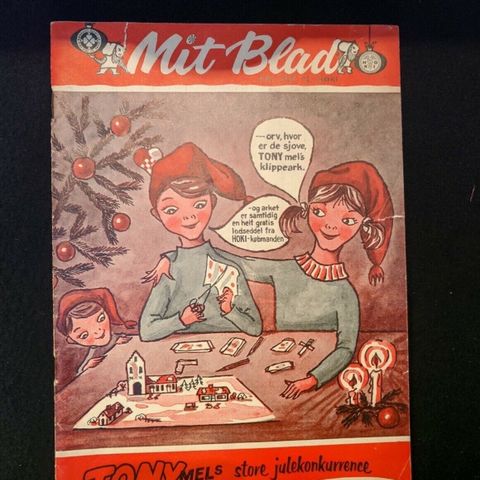 Mit Blad
— orv, hvor
er de sjove,
TONY mel's
klippeark.
- og arket
er samtidig
en helt gratis
lodseddel fra
HOKI-købmanden
TONY MELS store julekonkurrence